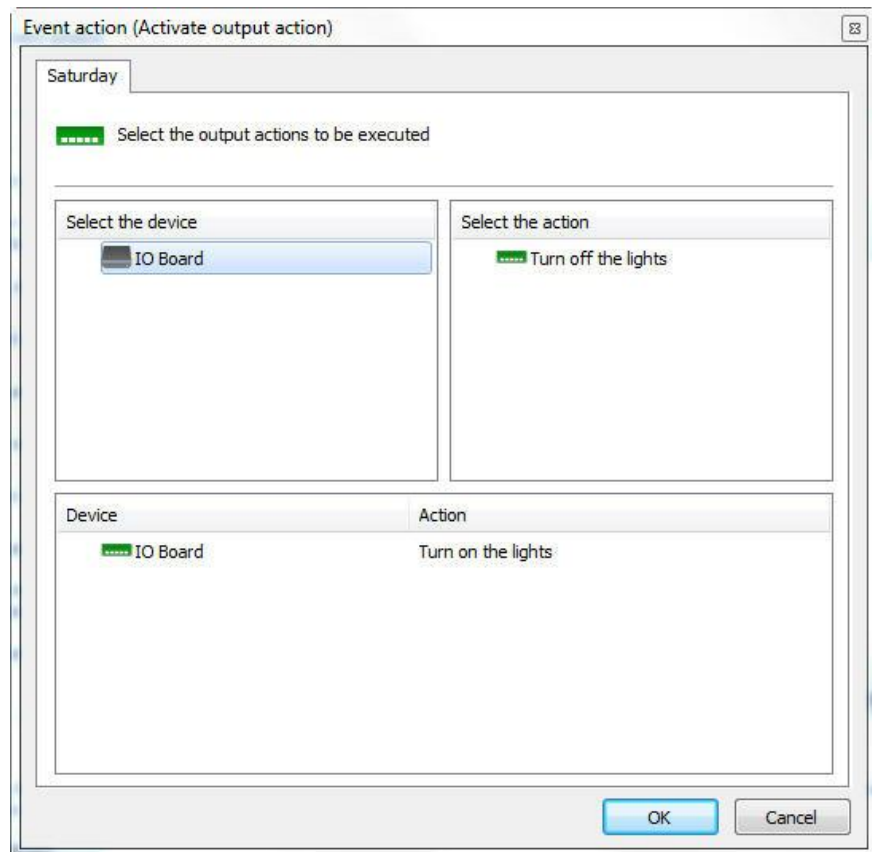 Event action (Activate output action)
Saturday
Select the output actions to be executed
Select the device
IO Board
Select the action
Turn off the lights
Device Action
IO Board Turn on the lights
OK Cancel